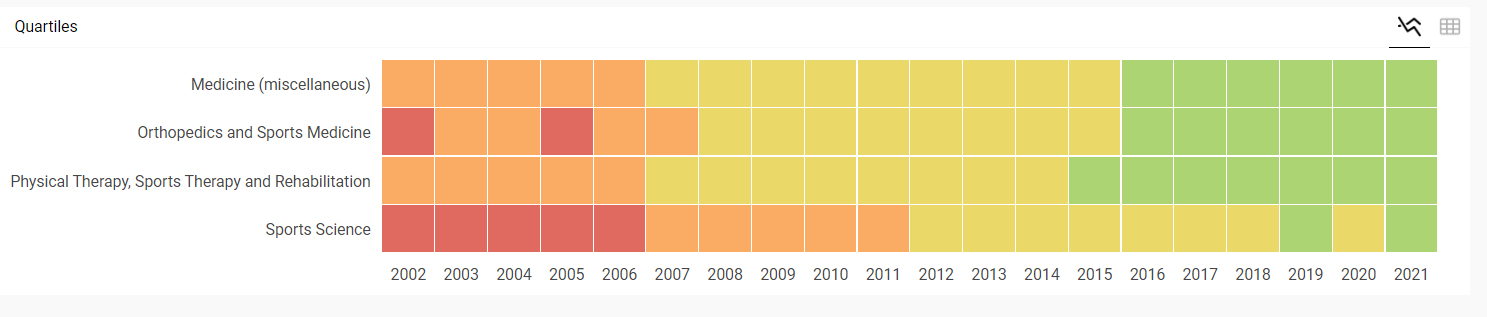 Quartiles
Medicine (miscellaneous)
Orthopedics and Sports Medicine
Physical Therapy, Sports Therapy and Rehabilitation
Sports Science
2002 2003 2004 2005 2006 2007 2008 2009 2010 2011 2012 2013 2014 2015 2016 2017 2018 2019 2020 2021